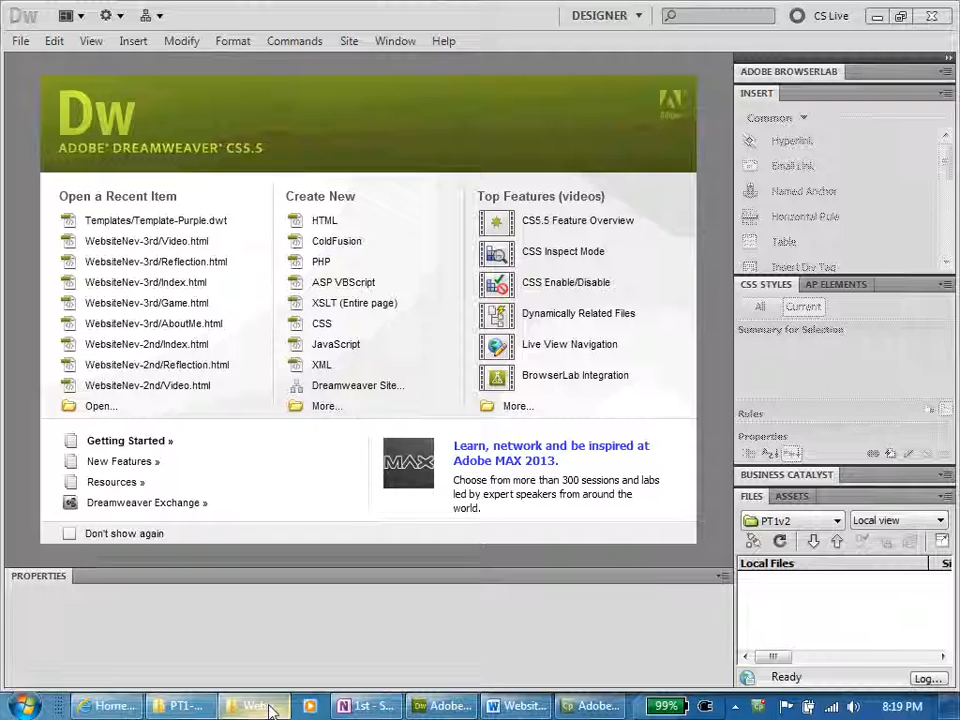 Dw
DESIGNER
CS Live
File Edit View Insert Modify Format Commands Site Window Help
Dw
ADOBE® DREAMWEAVER® CS5.5
Adobe
Open a Recent Item
Templates/Template-Purple.dwt
WebsiteNev-3rd/Video.html
WebsiteNev-3rd/Reflection.html
WebsiteNev-3rd/Index.html
WebsiteNev-3rd/Game.html
WebsiteNev-3rd/AboutMe.html
WebsiteNev-2nd/Index.html
WebsiteNev-2nd/Reflection.html
WebsiteNev-2nd/Video.html
Open...
Create New
HTML
ColdFusion
PHP
ASP VBScript
XSLT (Entire page)
CSS
JavaScript
XML
Dreamweaver Site...
More...
Top Features (videos)
CS5.5 Feature Overview
CSS Inspect Mode
CSS Enable/Disable
Dynamically Related Files
Live View Navigation
BrowserLab Integration
More...
Getting Started »
New Features »
Resources »
Dreamweaver Exchange »
MAX
Learn, network and be inspired at
Adobe MAX 2013.
Choose from more than 300 sessions and labs
led by expert speakers from around the
world.
Don't show again
PROPERTIES
ADOBE BROWSERLAB
INSERT
Common
Hyperlink
Email Link
Named Anchor
Horizontal Rule
Table
Insert Div Tag
CSS STYLES AP ELEMENTS
All Current
Summary for Selection
Rules
Properties
BUSINESS CATALYST
FILES ASSETS
PT1v2 Local view
Local Files Si
Ready Log...
Home... PT1-... Web... 1st - S... Adobe... Websit... Adobe... 99% 8:19 PM